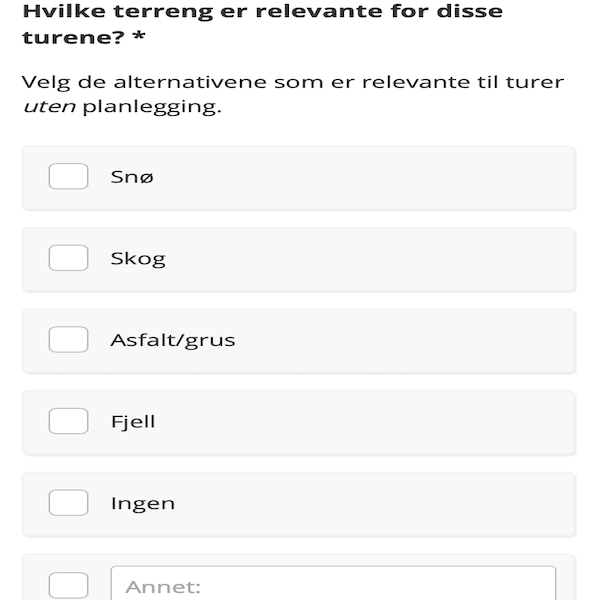 Hvilke terreng er relevante for disse
turene? *
Velg de alternativene som er relevante til turer
uten planlegging.
Snø
Skog
Asfalt/grus
Fjell
Ingen
Annet: